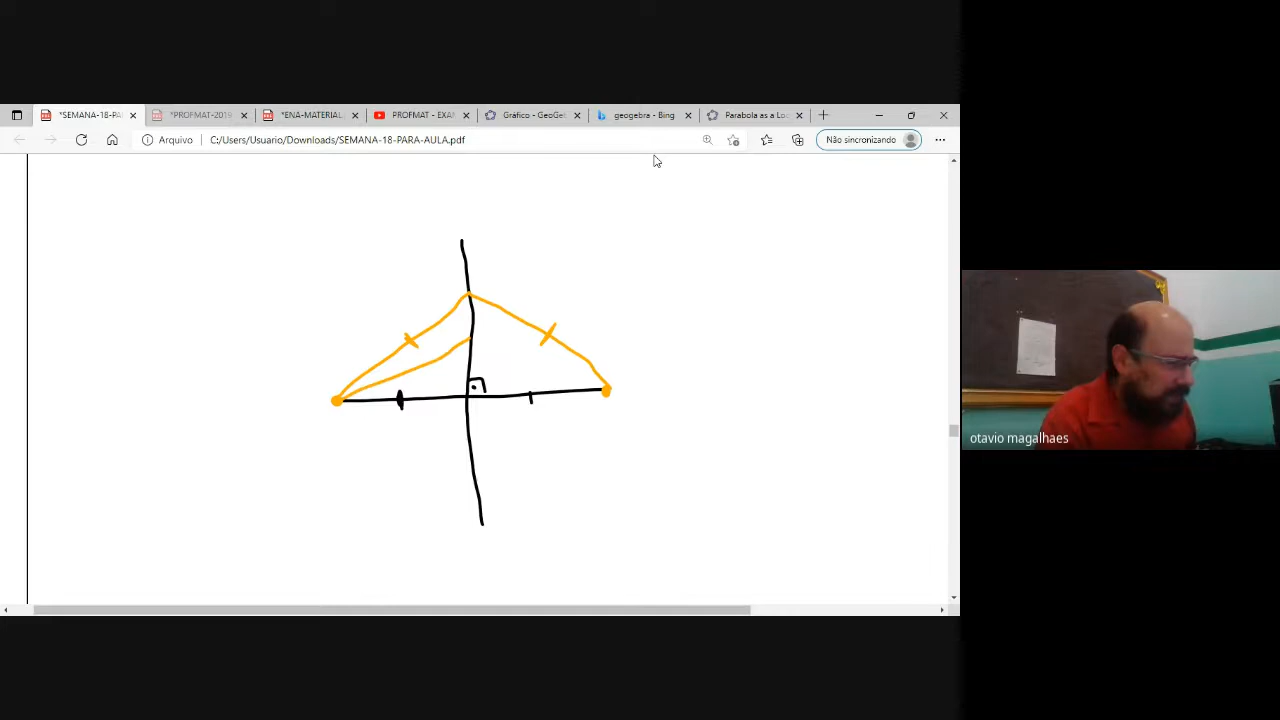 *SEMANA-18-PA
*PROFMAT-2019
*ENA-MATERIAL
PROFMAT - EXA
Gráfico - GeoGe
geogebra - Bing
Parabola as a Lo
Arquivo
C:/Users/Usuario/Downloads/SEMANA-18-PARA-AULA.pdf
Não sincronizando
otavio magalhaes